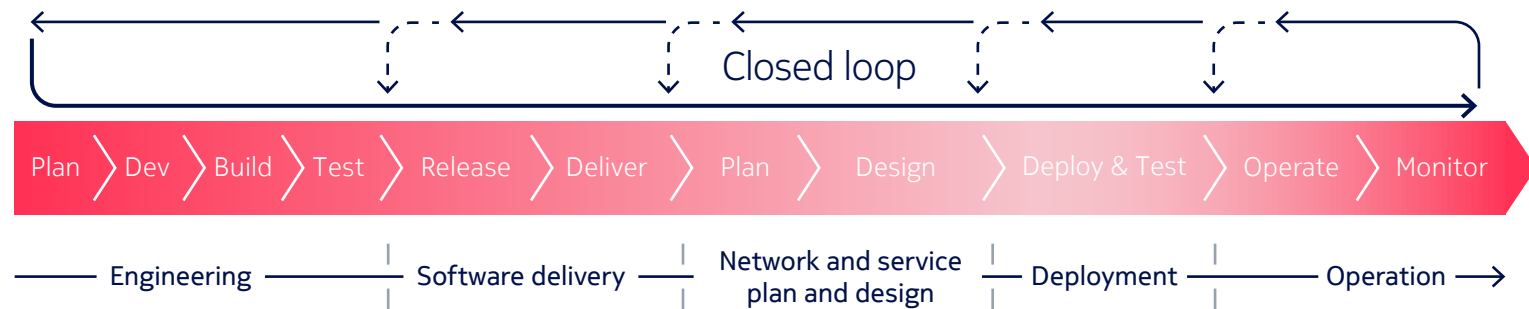 Closed loop
Plan Dev Build Test Release Deliver Plan Design Deploy & Test Operate Monitor
Engineering Software delivery Network and service plan and design Deployment Operation